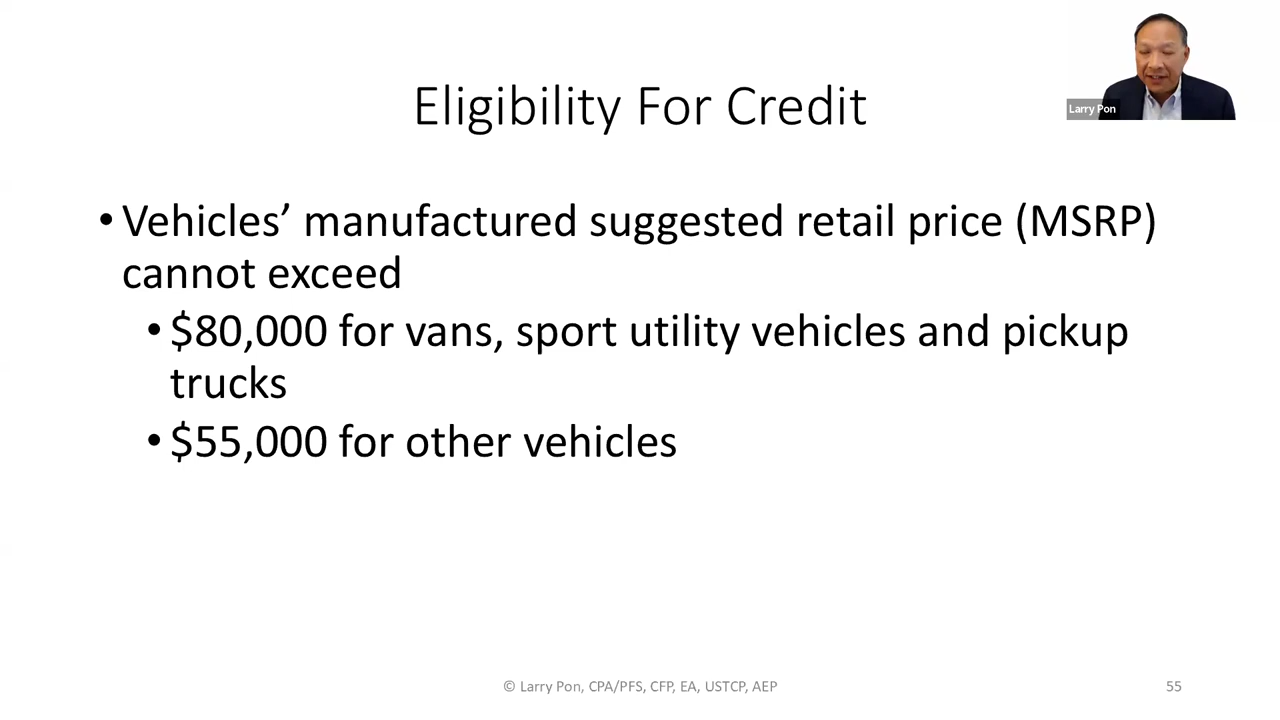 Larry Pon
Eligibility For Credit
• Vehicles’ manufactured suggested retail price (MSRP)
cannot exceed
• $80,000 for vans, sport utility vehicles and pickup
trucks
• $55,000 for other vehicles
© Larry Pon, CPA/PFS, CFP, EA, USTCP, AEP
55